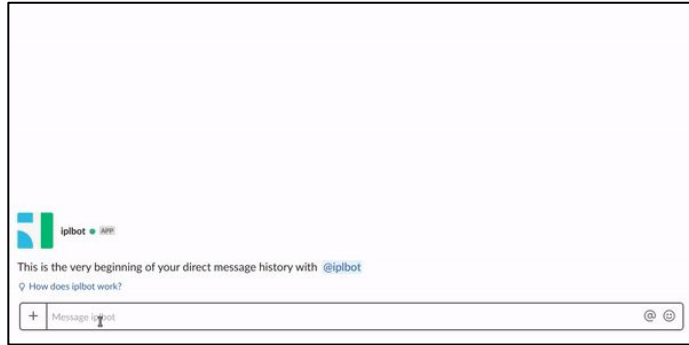 iplbot APP
This is the very beginning of your direct message history with @iplbot
How does iplbot work?
Message iplbot